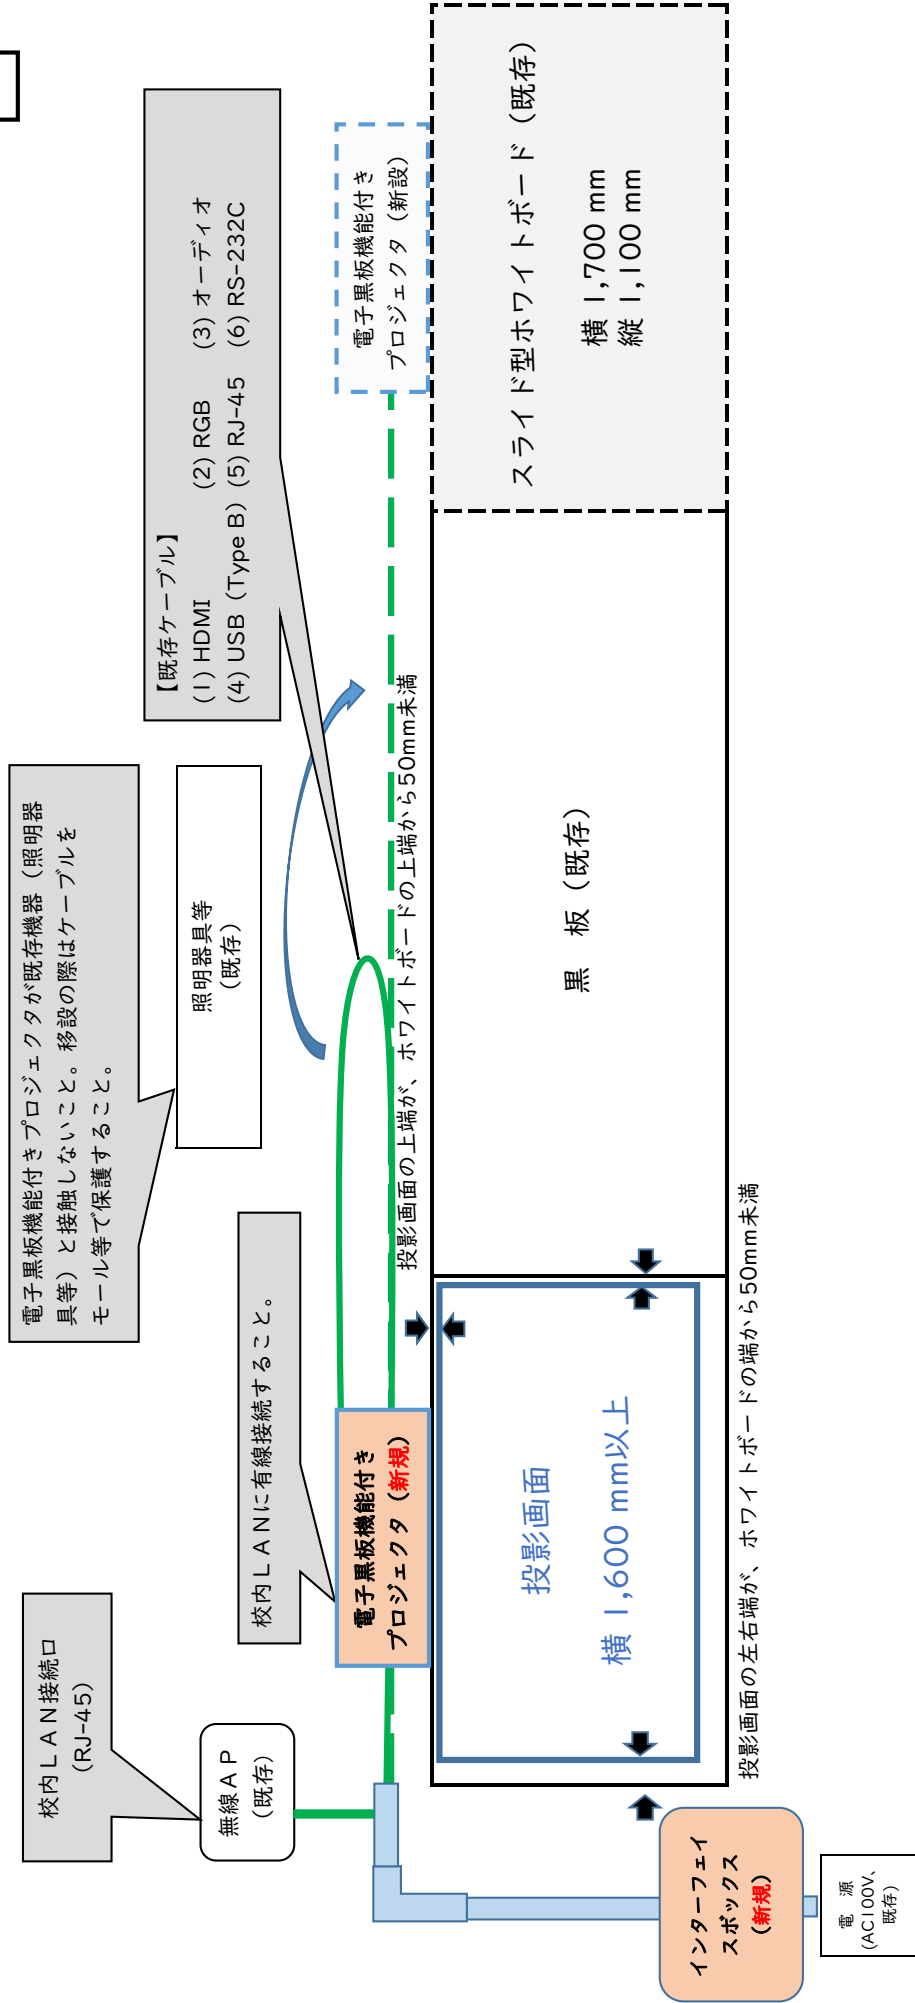 電子黒板機能付きプロジェクタが既存機器（照明器
具等）と接触しないこと。移設の際はケーブルを
モール等で保護すること。
【既存ケーブル】
(1) HDMI (2) RGB (3) オーディオ
(4) USB（Type B）(5) RJ-45 (6) RS-232C
校内ＬＡＮ接続口
(RJ-45)
照明器具等
（既存）
校内ＬＡＮに有線接続すること。
無線ＡＰ
（既存）
電子黒板機能付き
プロジェクタ（新規）
電子黒板機能付き
プロジェクタ（新設）
投影画面の上端が、ホワイトボードの上端から50mm未満
投影画面
横 1,600 mm以上
黒　板（既存）
スライド型ホワイトボード（既存）
横 1,700 mm
縦 1,100 mm
投影画面の左右端が、ホワイトボードの端から50mm未満
インターフェイ
スボックス
（新規）
電　源
(AC100V、
既存）